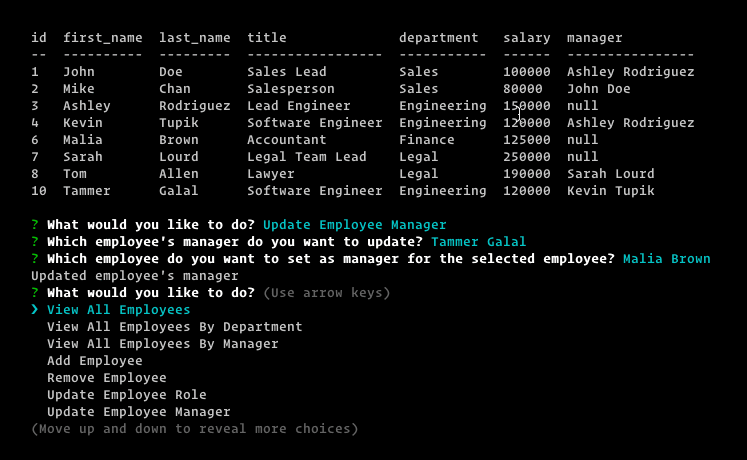 id  first_name  last_name  title              department   salary  manager
--  ----------  ---------  -----------------  -----------  ------  ----------------
1   John        Doe        Sales Lead         Sales        100000  Ashley Rodriguez
2   Mike        Chan       Salesperson        Sales        80000   John Doe
3   Ashley      Rodriguez  Lead Engineer      Engineering  150000  null
4   Kevin       Tupik      Software Engineer  Engineering  120000  Ashley Rodriguez
6   Malia       Brown      Accountant         Finance      125000  null
7   Sarah       Lourd      Legal Team Lead    Legal        250000  null
8   Tom         Allen      Lawyer             Legal        190000  Sarah Lourd
10  Tammer      Galal      Software Engineer  Engineering  120000  Kevin Tupik
? What would you like to do? Update Employee Manager
? Which employee's manager do you want to update? Tammer Galal
? Which employee do you want to set as manager for the selected employee? Malia Brown
Updated employee's manager
? What would you like to do? (Use arrow keys)
❯ View All Employees
View All Employees By Department
View All Employees By Manager
Add Employee
Remove Employee
Update Employee Role
Update Employee Manager
(Move up and down to reveal more choices)